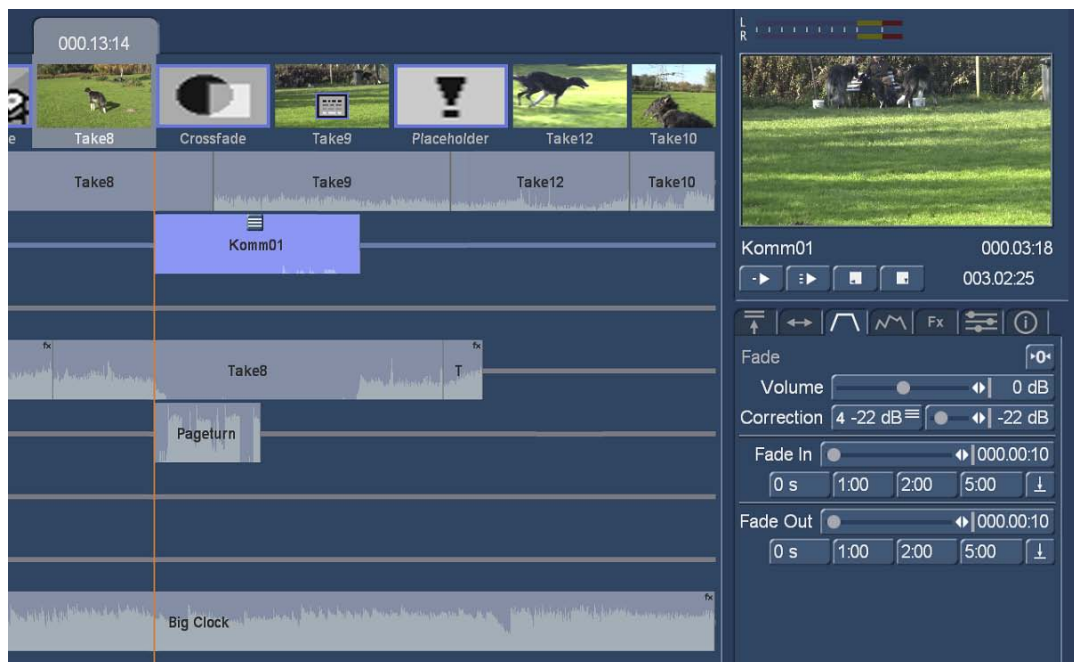 000.13:14
e Take8 Crossfade Take9 Placeholder Take12 Take10
Take8 Take9 Take12 Take10
Komm01
fx fx
Take8 T
Pageturn
fx
Big Clock
L
R
Komm01 000.03:18
003.02:25
Fx
Fade ▸0◂
Volume 0 dB
Correction 4 -22 dB -22 dB
Fade In 000.00:10
0 s 1:00 2:00 5:00
Fade Out 000.00:10
0 s 1:00 2:00 5:00